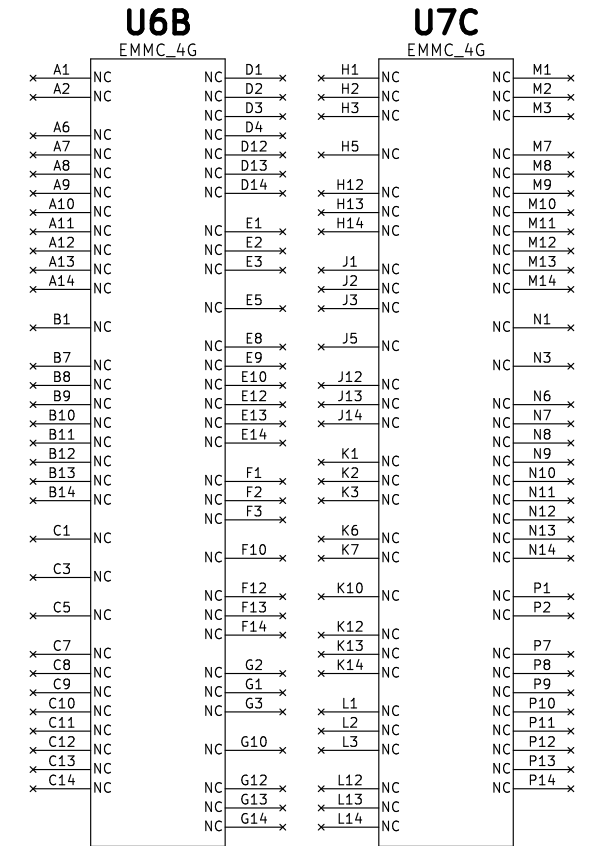 U6B
EMMC_4G
A1 NC
A2 NC
A6 NC
A7 NC
A8 NC
A9 NC
A10 NC
A11 NC
A12 NC
A13 NC
A14 NC
B1 NC
B7 NC
B8 NC
B9 NC
B10 NC
B11 NC
B12 NC
B13 NC
B14 NC
C1 NC
C3 NC
C5 NC
C7 NC
C8 NC
C9 NC
C10 NC
C11 NC
C12 NC
C13 NC
C14 NC
NC D1
NC D2
NC D3
NC D4
NC D12
NC D13
NC D14
NC E1
NC E2
NC E3
NC E5
NC E8
NC E9
NC E10
NC E12
NC E13
NC E14
NC F1
NC F2
NC F3
NC F10
NC F12
NC F13
NC F14
NC G2
NC G1
NC G3
NC G10
NC G12
NC G13
NC G14
U7C
EMMC_4G
H1 NC
H2 NC
H3 NC
H5 NC
H12 NC
H13 NC
H14 NC
J1 NC
J2 NC
J3 NC
J5 NC
J12 NC
J13 NC
J14 NC
K1 NC
K2 NC
K3 NC
K6 NC
K7 NC
K10 NC
K12 NC
K13 NC
K14 NC
L1 NC
L2 NC
L3 NC
L12 NC
L13 NC
L14 NC
NC M1
NC M2
NC M3
NC M7
NC M8
NC M9
NC M10
NC M11
NC M12
NC M13
NC M14
NC N1
NC N3
NC N6
NC N7
NC N8
NC N9
NC N10
NC N11
NC N12
NC N13
NC N14
NC P1
NC P2
NC P7
NC P8
NC P9
NC P10
NC P11
NC P12
NC P13
NC P14